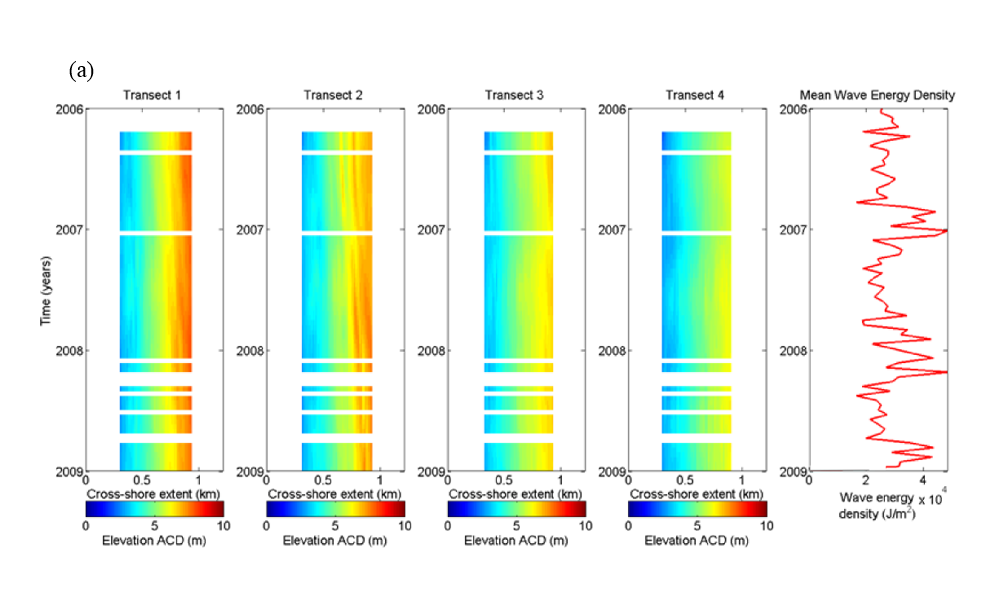 (a)
Transect 1
Transect 2
Transect 3
Transect 4
Mean Wave Energy Density
2006
2006
2006
2006
2006
2007
2007
2007
2007
2007
2008
2008
2008
2008
2008
2009
2009
2009
2009
2009
Time (years)
0 0.5 1
0 0.5 1
0 0.5 1
0 0.5 1
0 2 4
Cross-shore extent (km)
Cross-shore extent (km)
Cross-shore extent (km)
Cross-shore extent (km)
Wave energy x 10^4
density (J/m^2)
0 5 10
0 5 10
0 5 10
0 5 10
Elevation ACD (m)
Elevation ACD (m)
Elevation ACD (m)
Elevation ACD (m)